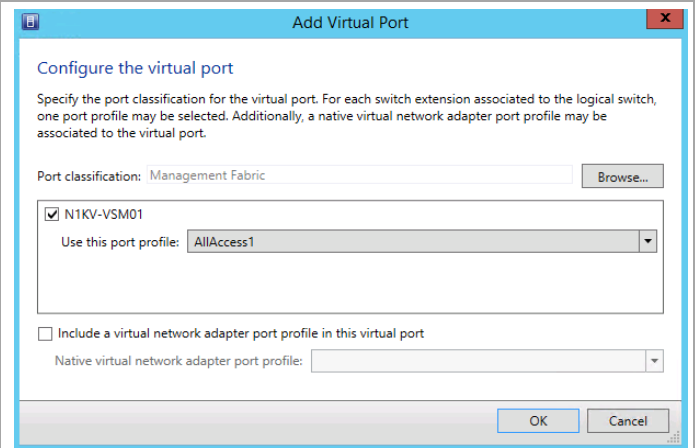 Add Virtual Port
x
Configure the virtual port
Specify the port classification for the virtual port. For each switch extension associated to the logical switch,
one port profile may be selected. Additionally, a native virtual network adapter port profile may be
associated to the virtual port.
Port classification: Management Fabric Browse...
N1KV-VSM01
Use this port profile: AllAccess1
Include a virtual network adapter port profile in this virtual port
Native virtual network adapter port profile:
OK Cancel